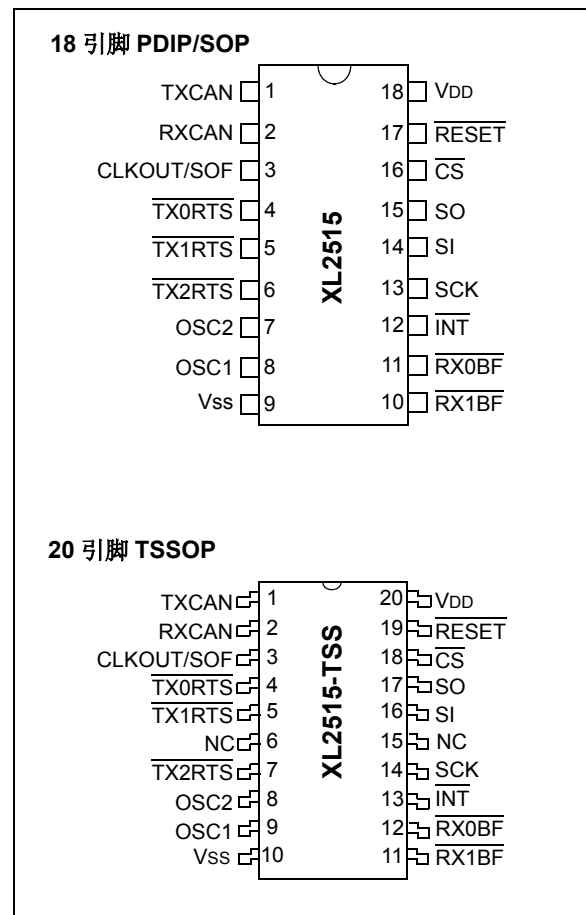 18 引脚 PDIP/SOP
TXCAN 1 18 VDD
RXCAN 2 17 RESET
CLKOUT/SOF 3 16 CS
TX0RTS 4 15 SO
TX1RTS 5 14 SI
TX2RTS 6 13 SCK
OSC2 7 12 INT
OSC1 8 11 RX0BF
Vss 9 10 RX1BF
XL2515
20 引脚 TSSOP
TXCAN 1 20 VDD
RXCAN 2 19 RESET
CLKOUT/SOF 3 18 CS
TX0RTS 4 17 SO
TX1RTS 5 16 SI
NC 6 15 NC
TX2RTS 7 14 SCK
OSC2 8 13 INT
OSC1 9 12 RX0BF
Vss 10 11 RX1BF
XL2515-TSS